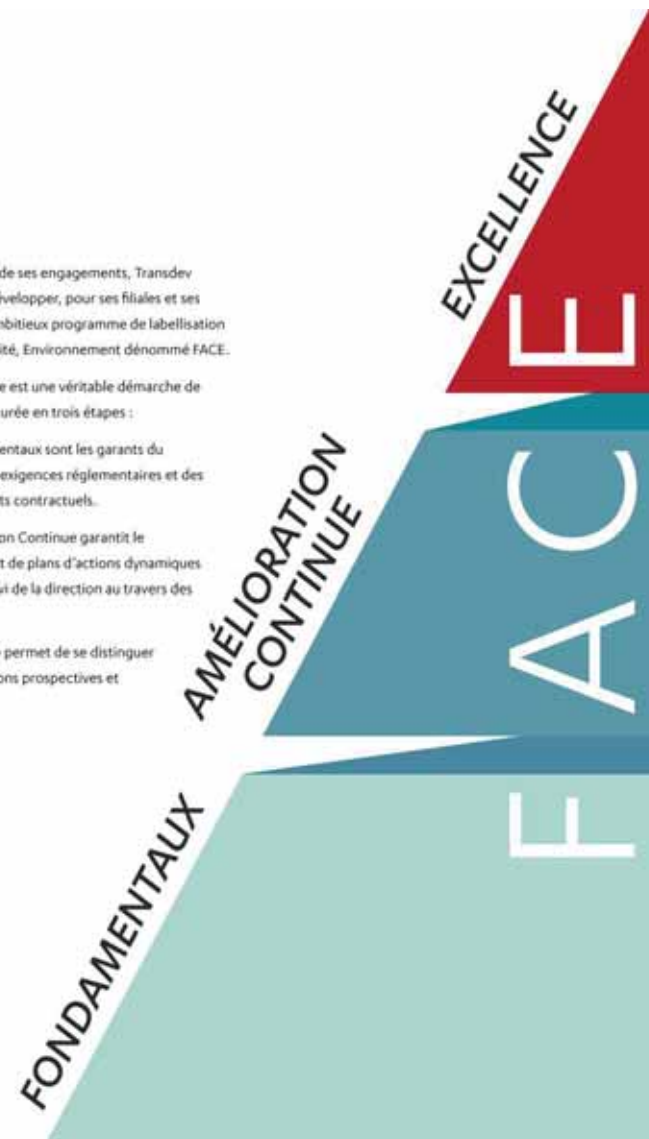 de ses engagements, Transdev
évelopper, pour ses filiales et ses
mbitieux programme de labellisation
ité, Environnement dénommé FACE.
e est une véritable démarche de
urée en trois étapes :
entaux sont les garants du
exigences réglementaires et des
ts contractuels.
on Continue garantit le
t de plans d'actions dynamiques
vi de la direction au travers des
permet de se distinguer
ons prospectives et
EXCELLENCE
AMÉLIORATION
CONTINUE
FONDAMENTAUX
FACE